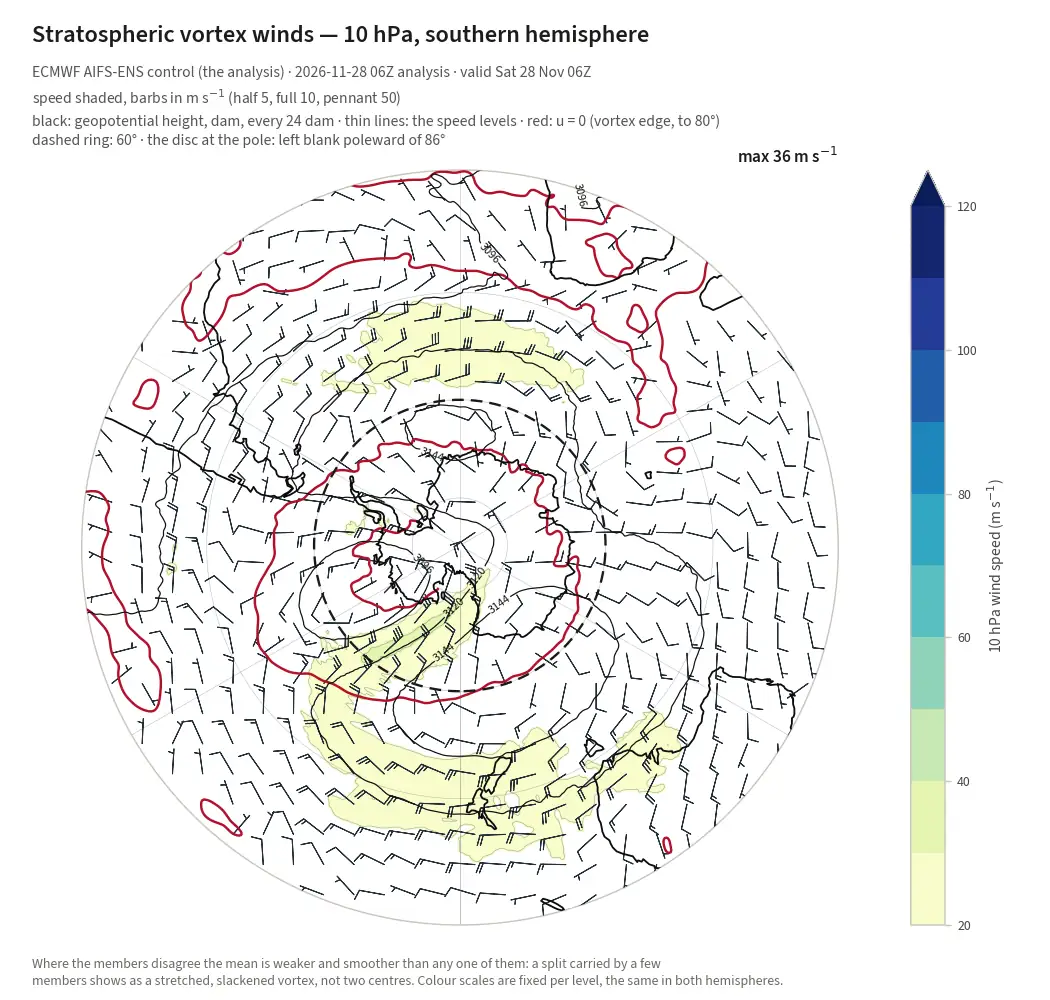 Stratospheric vortex winds — 10 hPa, southern hemisphere
ECMWF AIFS-ENS control (the analysis) · 2026-11-28 06Z analysis · valid Sat 28 Nov 06Z
speed shaded, barbs in m s⁻¹ (half 5, full 10, pennant 50)
black: geopotential height, dam, every 24 dam · thin lines: the speed levels · red: u = 0 (vortex edge, to 80°)
dashed ring: 60° · the disc at the pole: left blank poleward of 86°
max 36 m s⁻¹
3096
3096
3144
3096
3120
3120
3144
3144
120
100
80
60
40
20
10 hPa wind speed (m s⁻¹)
Where the members disagree the mean is weaker and smoother than any one of them: a split carried by a few
members shows as a stretched, slackened vortex, not two centres. Colour scales are fixed per level, the same in both hemispheres.